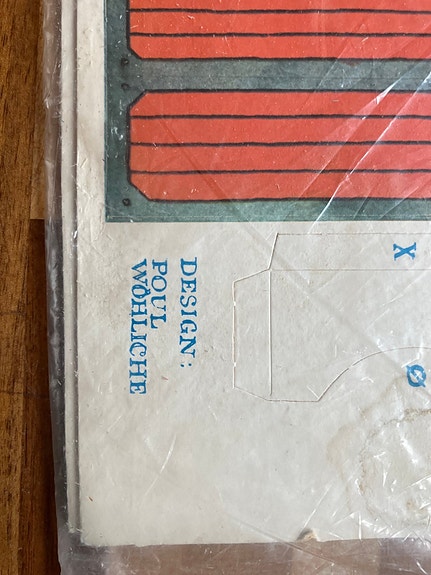 DESIGN:
POUL
WÖHLICHE
X
Ø